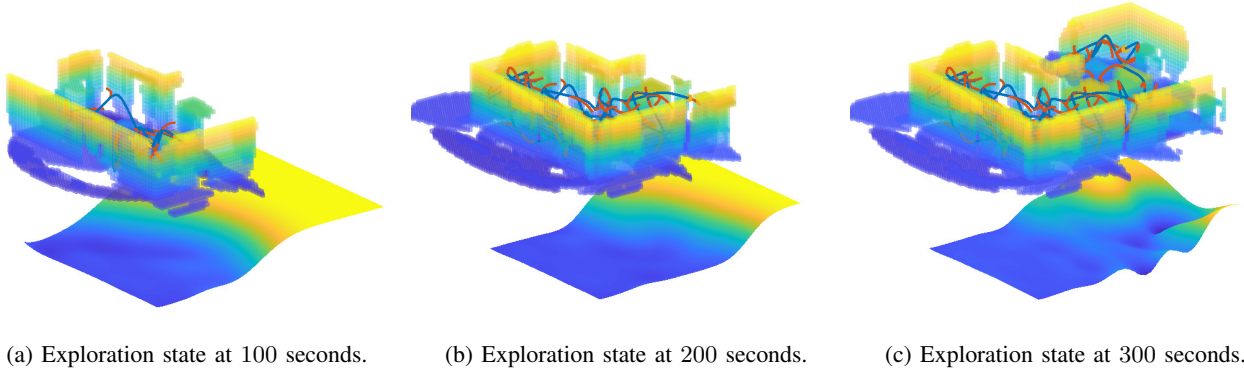 (a) Exploration state at 100 seconds.
(b) Exploration state at 200 seconds.
(c) Exploration state at 300 seconds.